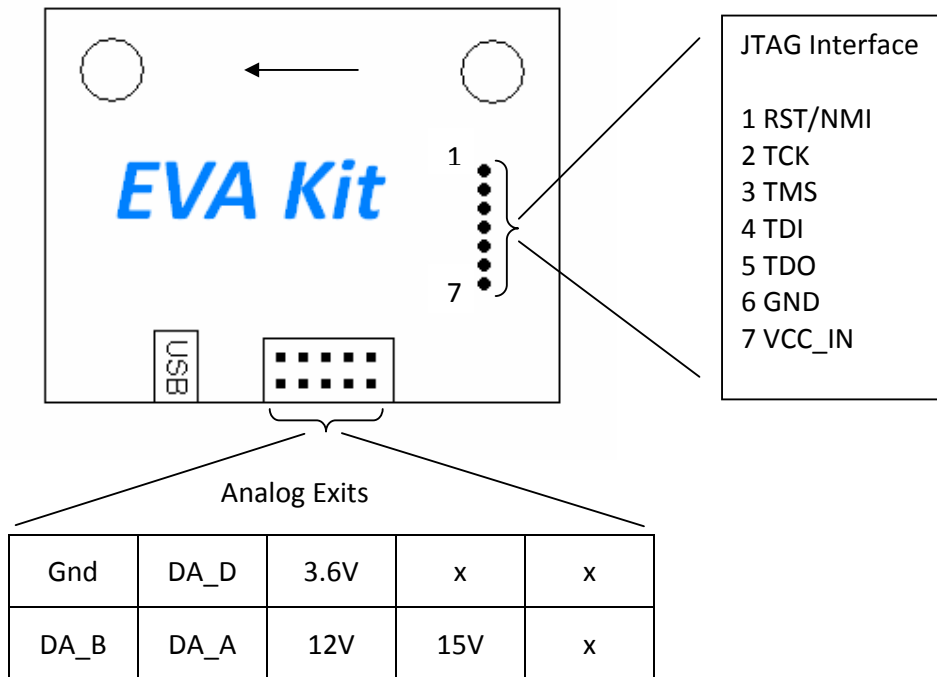 JTAG Interface
1 RST/NMI
2 TCK
3 TMS
4 TDI
5 TDO
6 GND
7 VCC_IN
EVA Kit
1
7
USB
Analog Exits
Gnd DA_D 3.6V x x
DA_B DA_A 12V 15V x